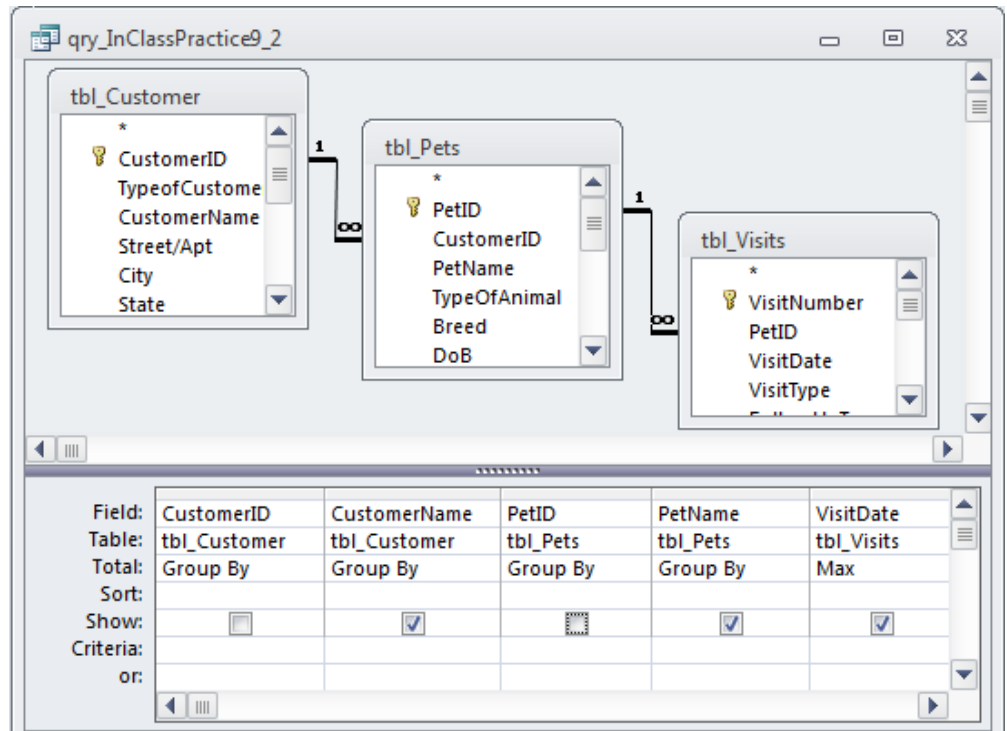 qry_InClassPractice9_2
tbl_Customer
*
CustomerID
TypeofCustome
CustomerName
Street/Apt
City
State
1
∞
tbl_Pets
*
PetID
CustomerID
PetName
TypeOfAnimal
Breed
DoB
1
∞
tbl_Visits
*
VisitNumber
PetID
VisitDate
VisitType
Field: CustomerID CustomerName PetID PetName VisitDate
Table: tbl_Customer tbl_Customer tbl_Pets tbl_Pets tbl_Visits
Total: Group By Group By Group By Group By Max
Sort:
Show:
Criteria:
or: